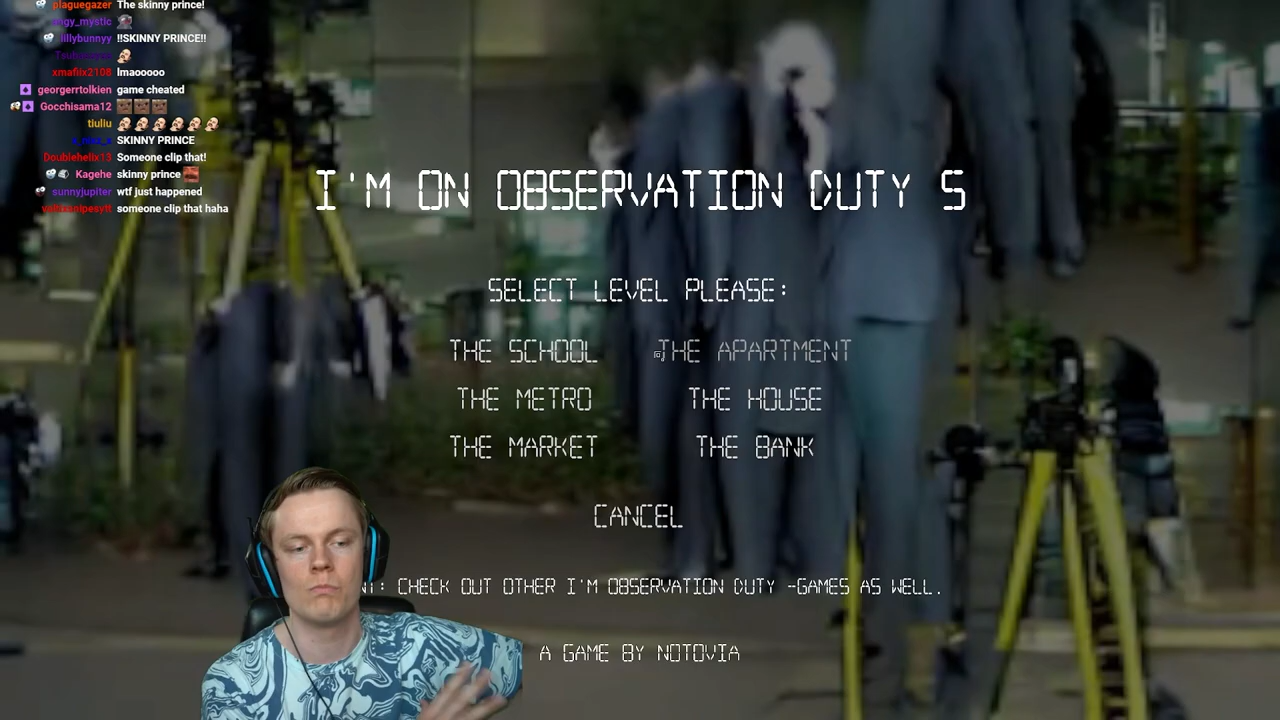 plaguegazer The skinny prince!
lillybunyy !!SKINNY PRINCE!!
xmafiix2108 lmaooooo
georgerrtolkien game cheated
Gocchisama12
tiuliu
SKINNY PRINCE
Doublehelix13 Someone clip that!
Kagehe skinny prince
sunnyjupiter wtf just happened
someone clip that haha
I'M ON OBSERVATION DUTY 5
SELECT LEVEL PLEASE:
THE SCHOOL THE APARTMENT
THE METRO THE HOUSE
THE MARKET THE BANK
CANCEL
: CHECK OUT OTHER I'M OBSERVATION DUTY -GAMES AS WELL.
A GAME BY NOTOVIA